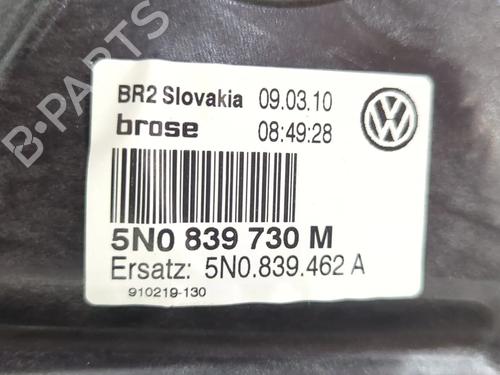 B-PARTS
BR2 Slovakia 09.03.10
brose 08:49:28
5N0 839 730 M
Ersatz: 5N0.839.462 A
910219-130